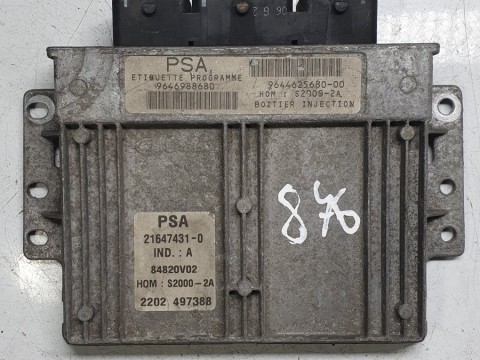 PSA
ETIQUETTE PROGRAMME
9646988680
9644625680-00
HOM : S2000-2A
BOITIER INJECTION
876
PSA
21647431-0
IND. : A
84820V02
HOM : S2000-2A
2202 497388